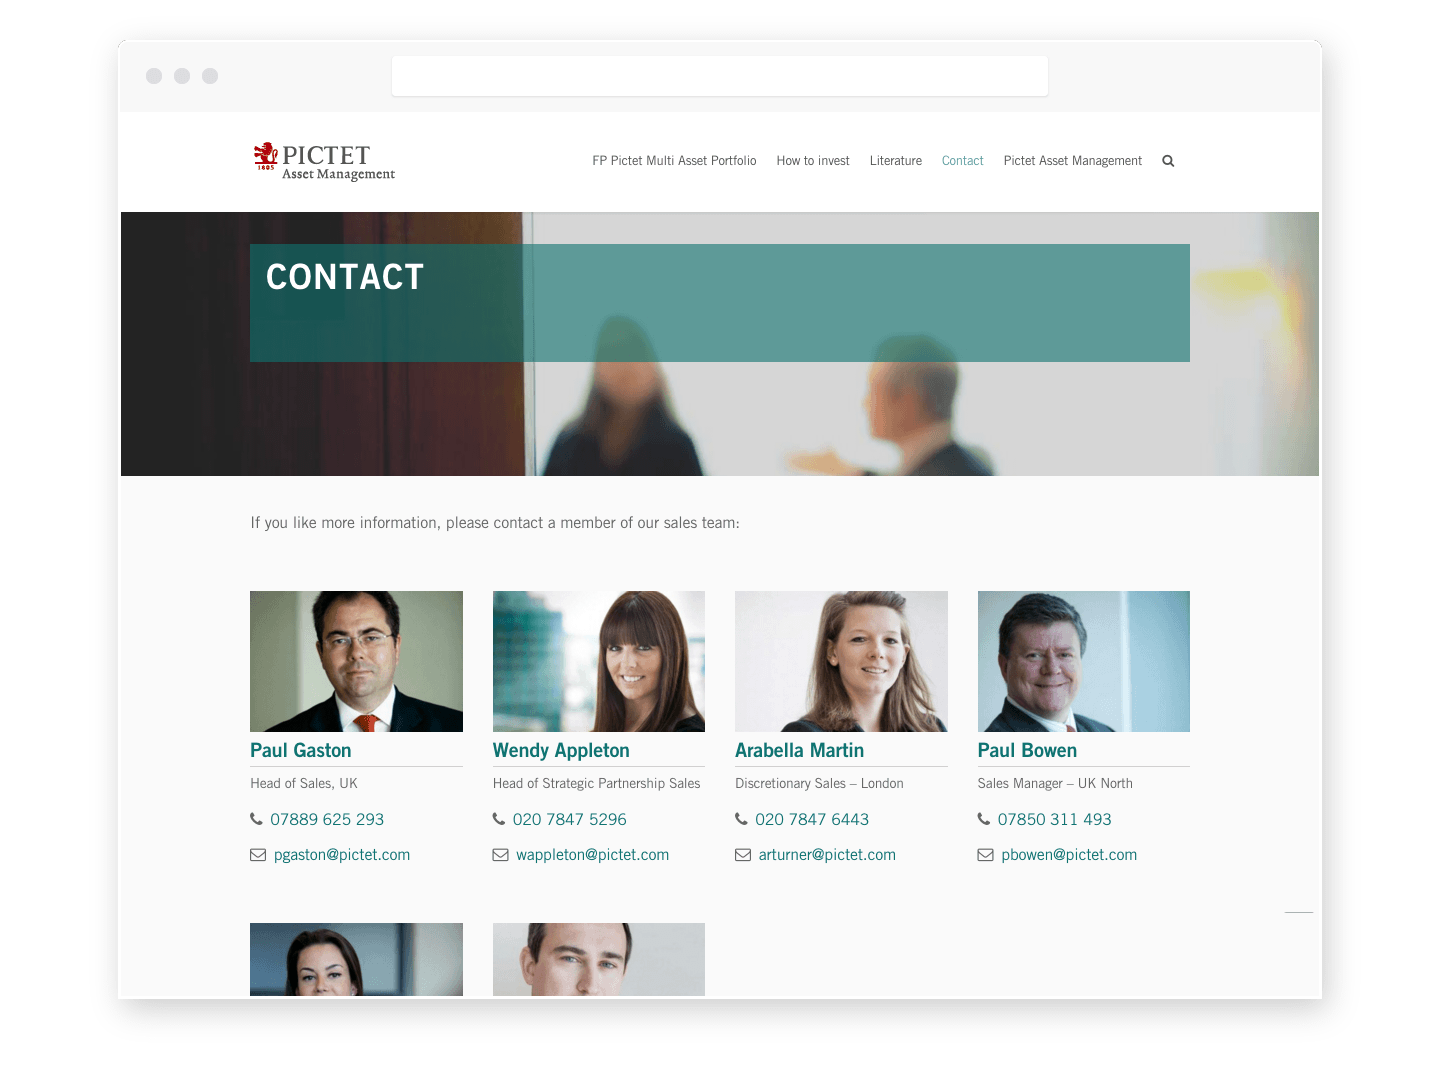 PICTET
1805
Asset Management
FP Pictet Multi Asset Portfolio How to invest Literature Contact Pictet Asset Management
CONTACT
If you like more information, please contact a member of our sales team:
Paul Gaston Wendy Appleton Arabella Martin Paul Bowen
Head of Sales, UK Head of Strategic Partnership Sales Discretionary Sales – London Sales Manager – UK North
07889 625 293 020 7847 5296 020 7847 6443 07850 311 493
pgaston@pictet.com wappleton@pictet.com arturner@pictet.com pbowen@pictet.com